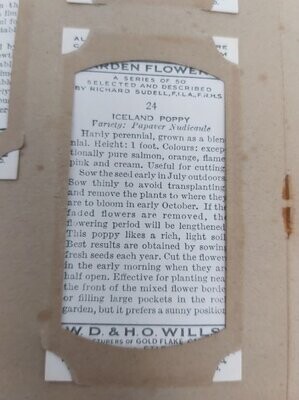 ARDEN FLOWER
A SERIES OF 50
SELECTED AND DESCRIBED
BY RICHARD SUDELL, F.I.L.A., F.R.H.S.
24
ICELAND POPPY
Variety: Papaver Nudicaule
Hardy perennial, grown as a bien
nial. Height: 1 foot. Colours: excep
tionally pure salmon, orange, flame
pink and cream. Useful for cutting
Sow the seed early in July outdoors
Sow thinly to avoid transplanting
and remove the plants to where they
are to bloom in early October. If the
faded flowers are removed, the
flowering period will be lengthened
This poppy likes a rich, light soil
Best results are obtained by sowing
fresh seeds each year. Cut the flowers
in the early morning when they are
half open. Effective for planting near
the front of the mixed flower borde
or filling large pockets in the rock
garden, but it prefers a sunny position
W.D. & H.O. WILLS
CTURERS OF GOLD FLAKE